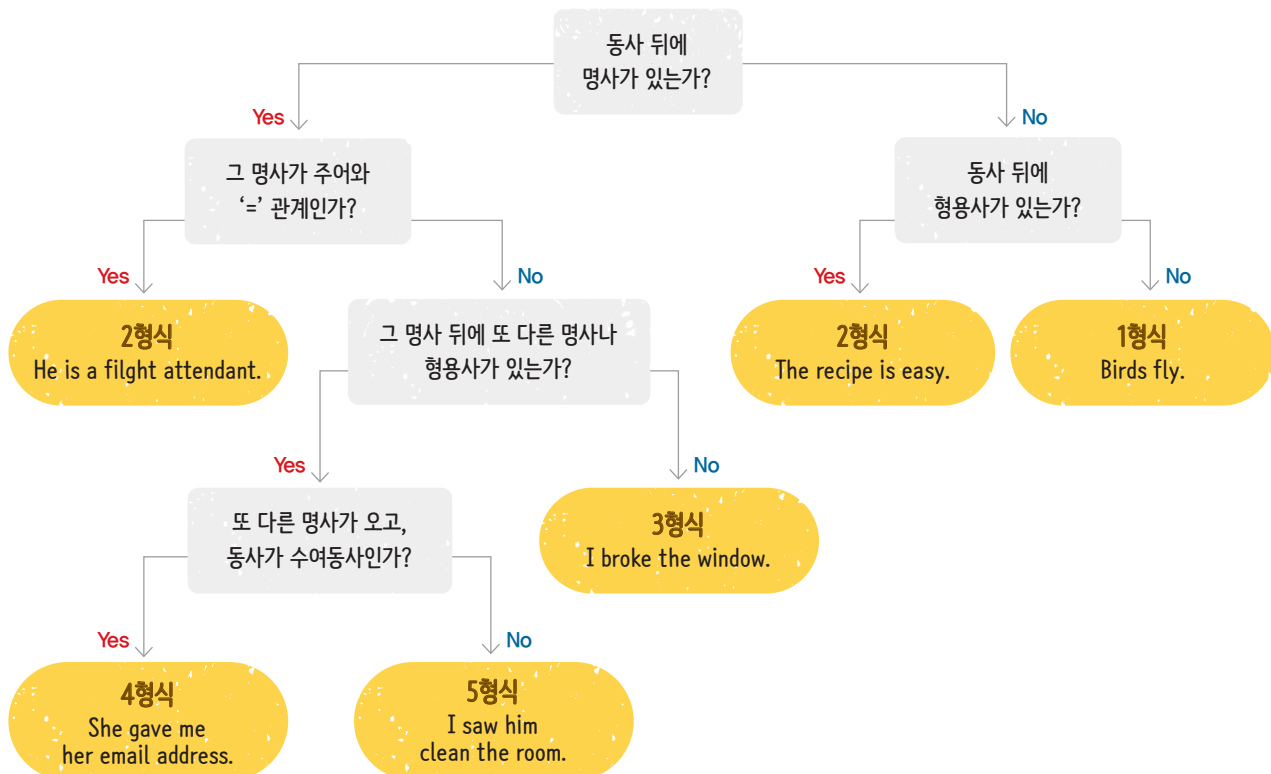 동사 뒤에
명사가 있는가?
Yes
No
그 명사가 주어와
‘=’ 관계인가?
동사 뒤에
형용사가 있는가?
Yes
No
Yes
No
2형식
He is a filght attendant.
그 명사 뒤에 또 다른 명사나
형용사가 있는가?
2형식
The recipe is easy.
1형식
Birds fly.
Yes
No
또 다른 명사가 오고,
동사가 수여동사인가?
3형식
I broke the window.
Yes
No
4형식
She gave me
her email address.
5형식
I saw him
clean the room.